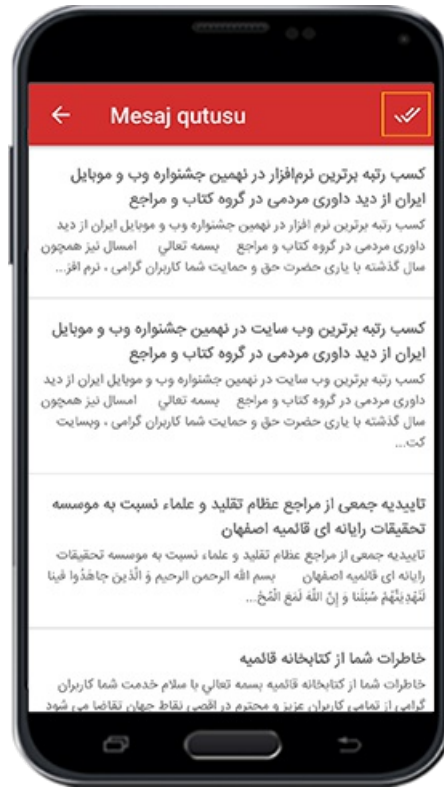 Mesaj qutusu
کسب رتبه برترین نرم‌افزار در نهمین جشنواره وب و موبایل
ایران از دید داوری مردمی در گروه کتاب و مراجع
کسب رتبه برترین نرم افزار در نهمین جشنواره وب و موبایل ایران از دید
داوری مردمی در گروه کتاب و مراجع بسمه تعالي امسال نیز همچون
سال گذشته با یاری حضرت حق و حمایت شما کاربران گرامی ، نرم افز...
کسب رتبه برترین وب سایت در نهمین جشنواره وب و موبایل
ایران از دید داوری مردمی در گروه کتاب و مراجع
کسب رتبه برترین وب سایت در نهمین جشنواره وب و موبایل ایران از دید
داوری مردمی در گروه کتاب و مراجع بسمه تعالي امسال نیز همچون
سال گذشته با یاری حضرت حق و حمایت شما کاربران گرامی ، وبسایت
کت...
تاییدیه جمعی از مراجع عظام تقلید و علماء نسبت به موسسه
تحقیقات رایانه ای قائمیه اصفهان
تاییدیه جمعی از مراجع عظام تقلید و علماء نسبت به موسسه تحقیقات
رایانه ای قائمیه اصفهان بسم الله الرحمن الرحیم وَ الَّذینَ جاهَدُوا فینا
لَنَهْدِیَنَّهُمْ سُبُلَنا وَ إِنَّ اللَّهَ لَمَعَ الْمُحْ...
خاطرات شما از کتابخانه قائمیه
خاطرات شما از کتابخانه قائمیه بسمه تعالي با سلام خدمت شما کاربران
گرامی از تمامی کاربران عزیز و محترم در اقصی نقاط جهان تقاضا می شود